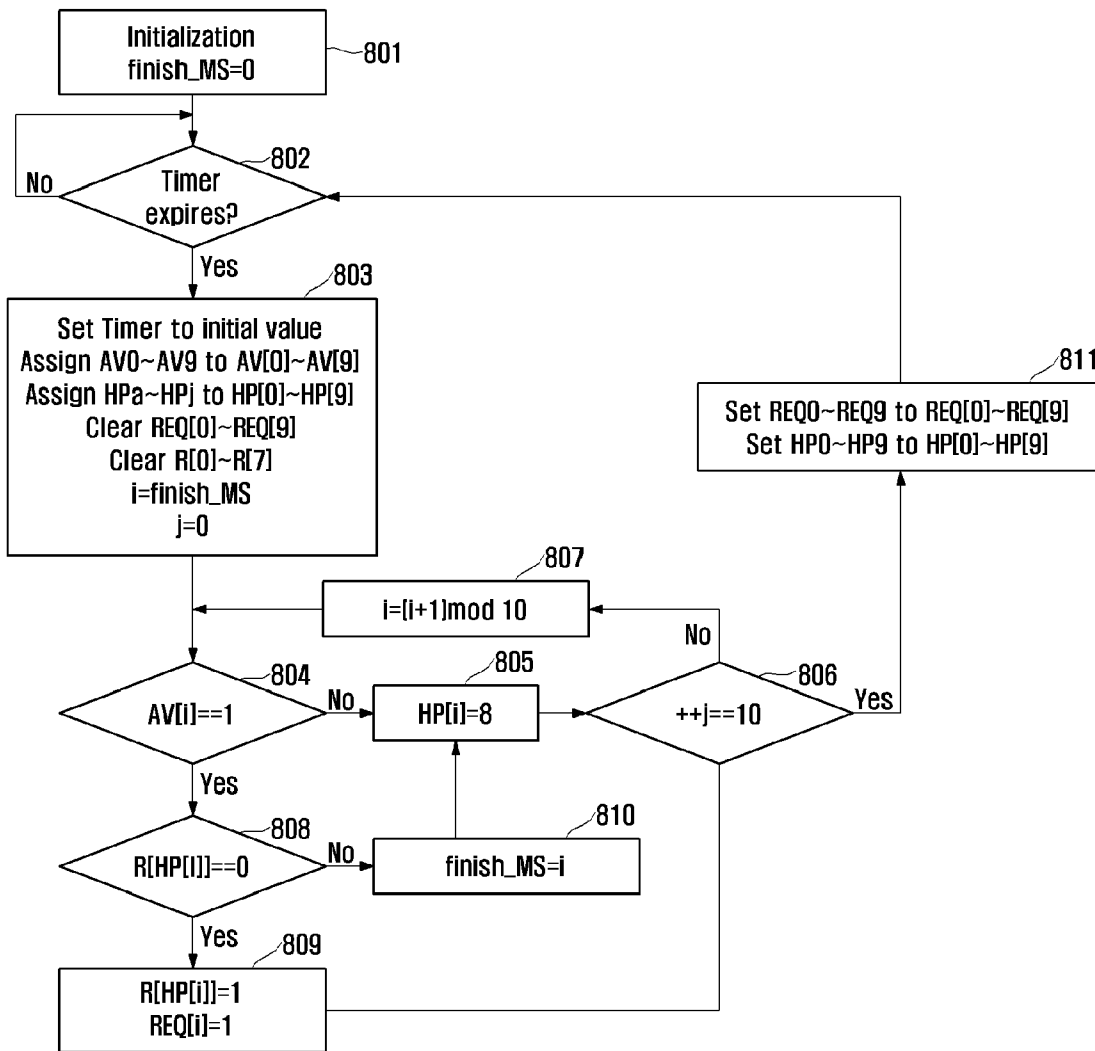 Initialization
finish_MS=0
801
802
Timer
expires?
No
Yes
803
Set Timer to initial value
Assign AV0~AV9 to AV[0]~AV[9]
Assign HPa~HPj to HP[0]~HP[9]
Clear REQ[0]~REQ[9]
Clear R[0]~R[7]
i=finish_MS
j=0
811
Set REQ0~REQ9 to REQ[0]~REQ[9]
Set HP0~HP9 to HP[0]~HP[9]
807
i=(i+1)mod 10
No
804
AV[i]==1
No
Yes
805
HP[i]=8
806
++j==10
Yes
808
R[HP[I]]==0
No
Yes
810
finish_MS=i
809
R[HP[i]]=1
REQ[i]=1